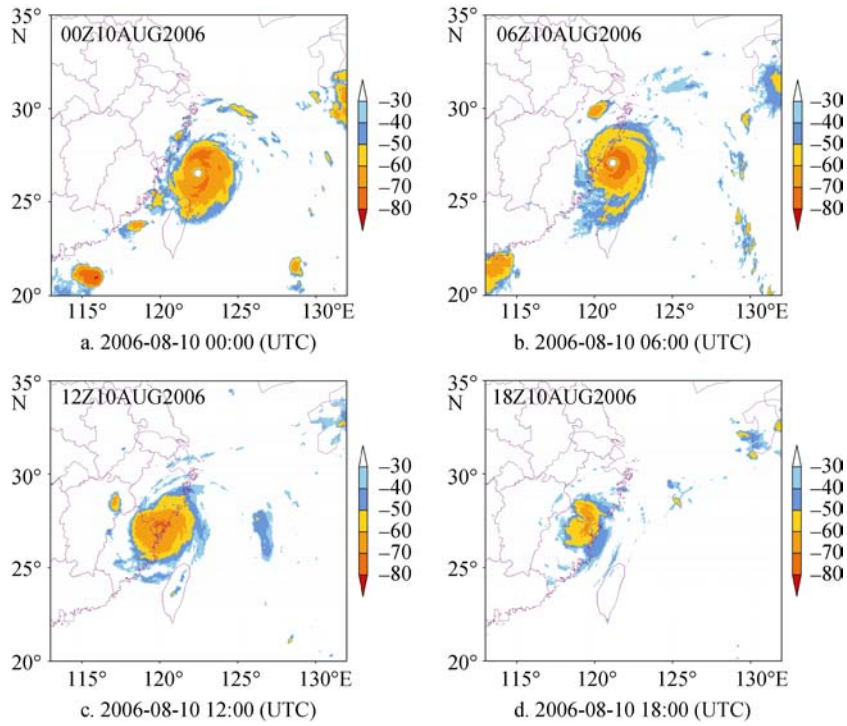 35°
N
00Z10AUG2006
30°
25°
20°
115° 120° 125° 130°E
–30
–40
–50
–60
–70
–80
a. 2006-08-10 00:00 (UTC)
35°
N
06Z10AUG2006
30°
25°
20°
115° 120° 125° 130°E
–30
–40
–50
–60
–70
–80
b. 2006-08-10 06:00 (UTC)
35°
N
12Z10AUG2006
30°
25°
20°
115° 120° 125° 130°E
–30
–40
–50
–60
–70
–80
c. 2006-08-10 12:00 (UTC)
35°
N
18Z10AUG2006
30°
25°
20°
115° 120° 125° 130°E
–30
–40
–50
–60
–70
–80
d. 2006-08-10 18:00 (UTC)